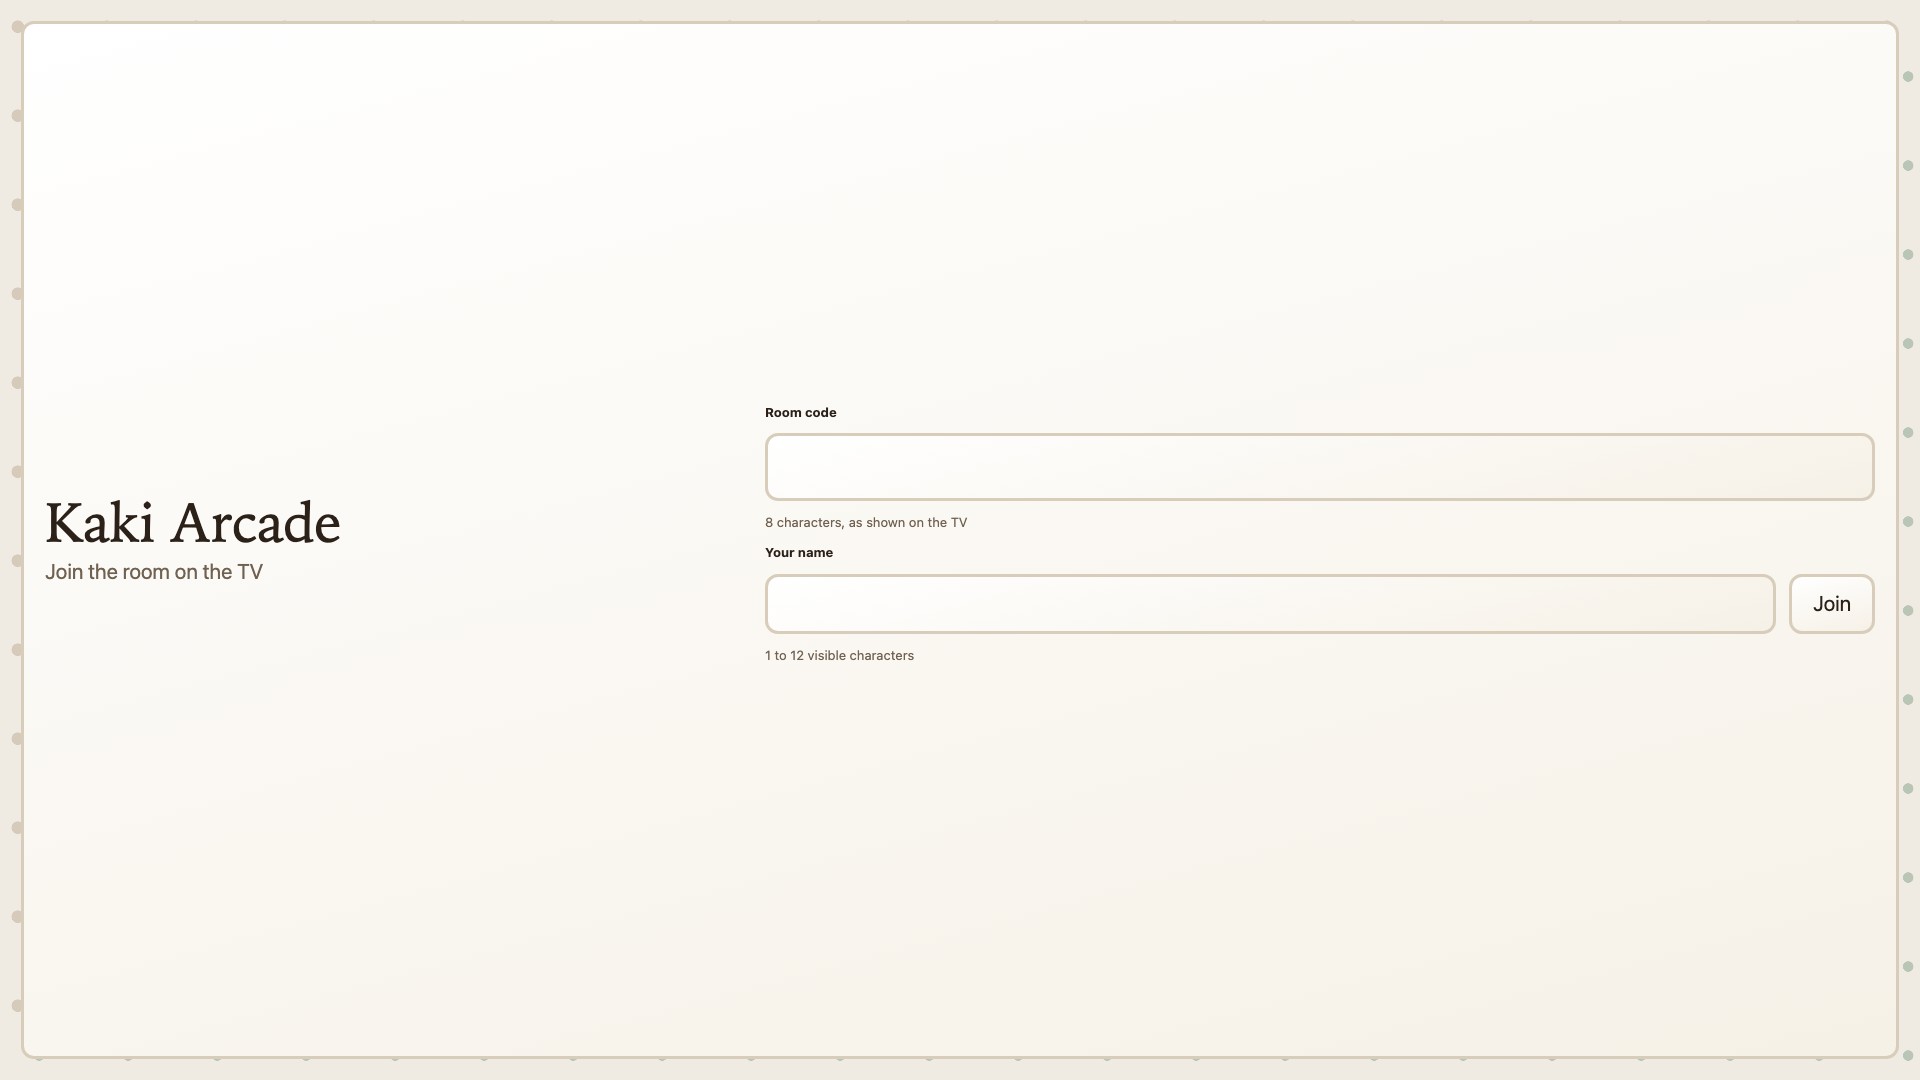 Kaki Arcade
Join the room on the TV
Room code
8 characters, as shown on the TV
Your name
Join
1 to 12 visible characters